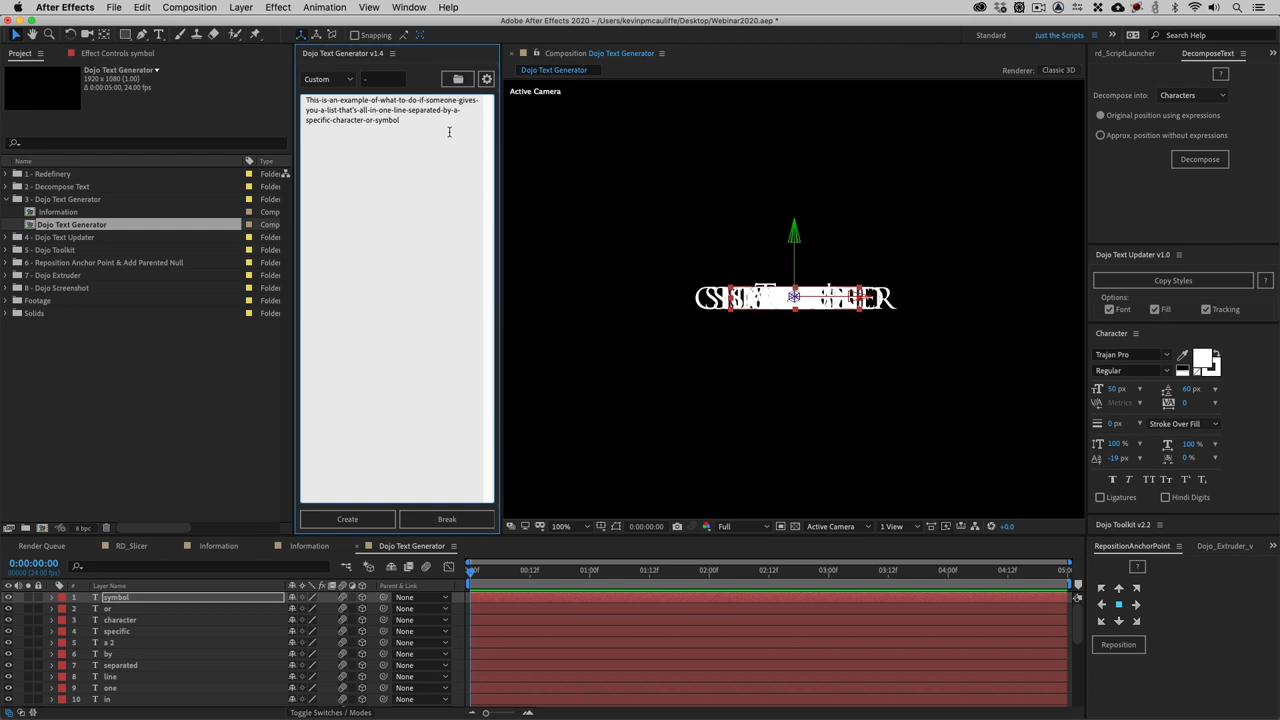 After Effects File Edit Composition Layer Effect Animation View Window Help
Adobe After Effects 2020 - /Users/kevinpmcauliffe/Desktop/Webinar2020.aep *
Snapping
Standard Just the Scripts Search Help
Project Effect Controls symbol
Dojo Text Generator
1920 x 1080 (1.00)
Δ 0:00:05:00, 24.00 fps
Name Type
1 - Redefinery Folder
2 - Decompose Text Folder
3 - Dojo Text Generator Folder
Information Comp
Dojo Text Generator Comp
4 - Dojo Text Updater Folder
5 - Dojo Toolkit Folder
6 - Reposition Anchor Point & Add Parented Null Folder
7 - Dojo Extruder Folder
8 - Dojo Screenshot Folder
Footage Folder
Solids Folder
8 bpc
Dojo Text Generator v1.4
Custom -
This-is-an-example-of-what-to-do-if-someone-gives-
you-a-list-that's-all-in-one-line-separated-by-a-
specific-character-or-symbol
Create Break
Composition Dojo Text Generator
Dojo Text Generator
Renderer: Classic 3D
Active Camera
100% 0:00:00:00 Full Active Camera 1 View +0.0
rd_ScriptLauncher DecomposeText
?
Decompose into: Characters
Original position using expressions
Approx. position without expressions
Decompose
Dojo Text Updater v1.0
Copy Styles ?
Options:
Font Fill Tracking
Character
Trajan Pro
Regular
50 px 60 px
Metrics 0
0 px Stroke Over Fill
100 % 100 %
-19 px 0 %
Ligatures Hindi Digits
Dojo Toolkit v2.2
RepositionAnchorPoint Dojo_Extruder_v
?
Reposition
Render Queue RD_Slicer Information Information Dojo Text Generator
0:00:00:00
00000 (24.00 fps)
00:12f 01:00f 01:12f 02:00f 02:12f 03:00f 03:12f 04:00f 04:12f
# Layer Name Parent & Link
1 T symbol None
2 T or None
3 T character None
4 T specific None
5 T a 2 None
6 T by None
7 T separated None
8 T line None
9 T one None
10 T in None
Toggle Switches / Modes